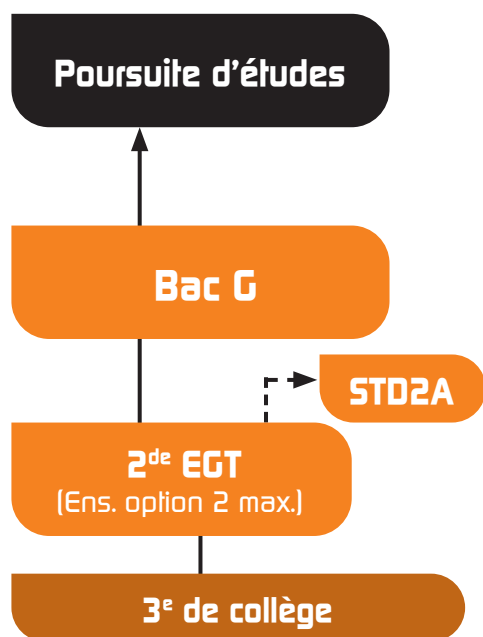 Poursuite d'études
Bac G
STD2A
2de EGT
(Ens. option 2 max.)
3e de collège